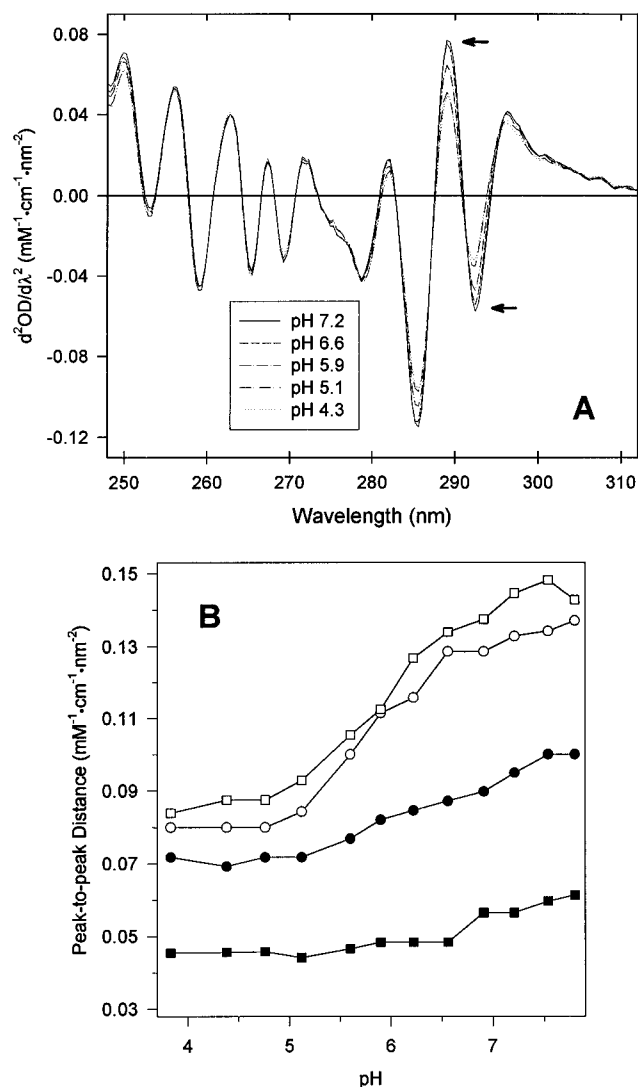 0.08
0.04
0.00
-0.04
-0.08
-0.12
d²OD/dλ² (mM⁻¹·cm⁻¹·nm⁻²)
pH 7.2
pH 6.6
pH 5.9
pH 5.1
pH 4.3
A
250 260 270 280 290 300 310
Wavelength (nm)
B
0.15
0.13
0.11
0.09
0.07
0.05
0.03
Peak-to-peak Distance (mM⁻¹·cm⁻¹·nm⁻²)
4 5 6 7
pH